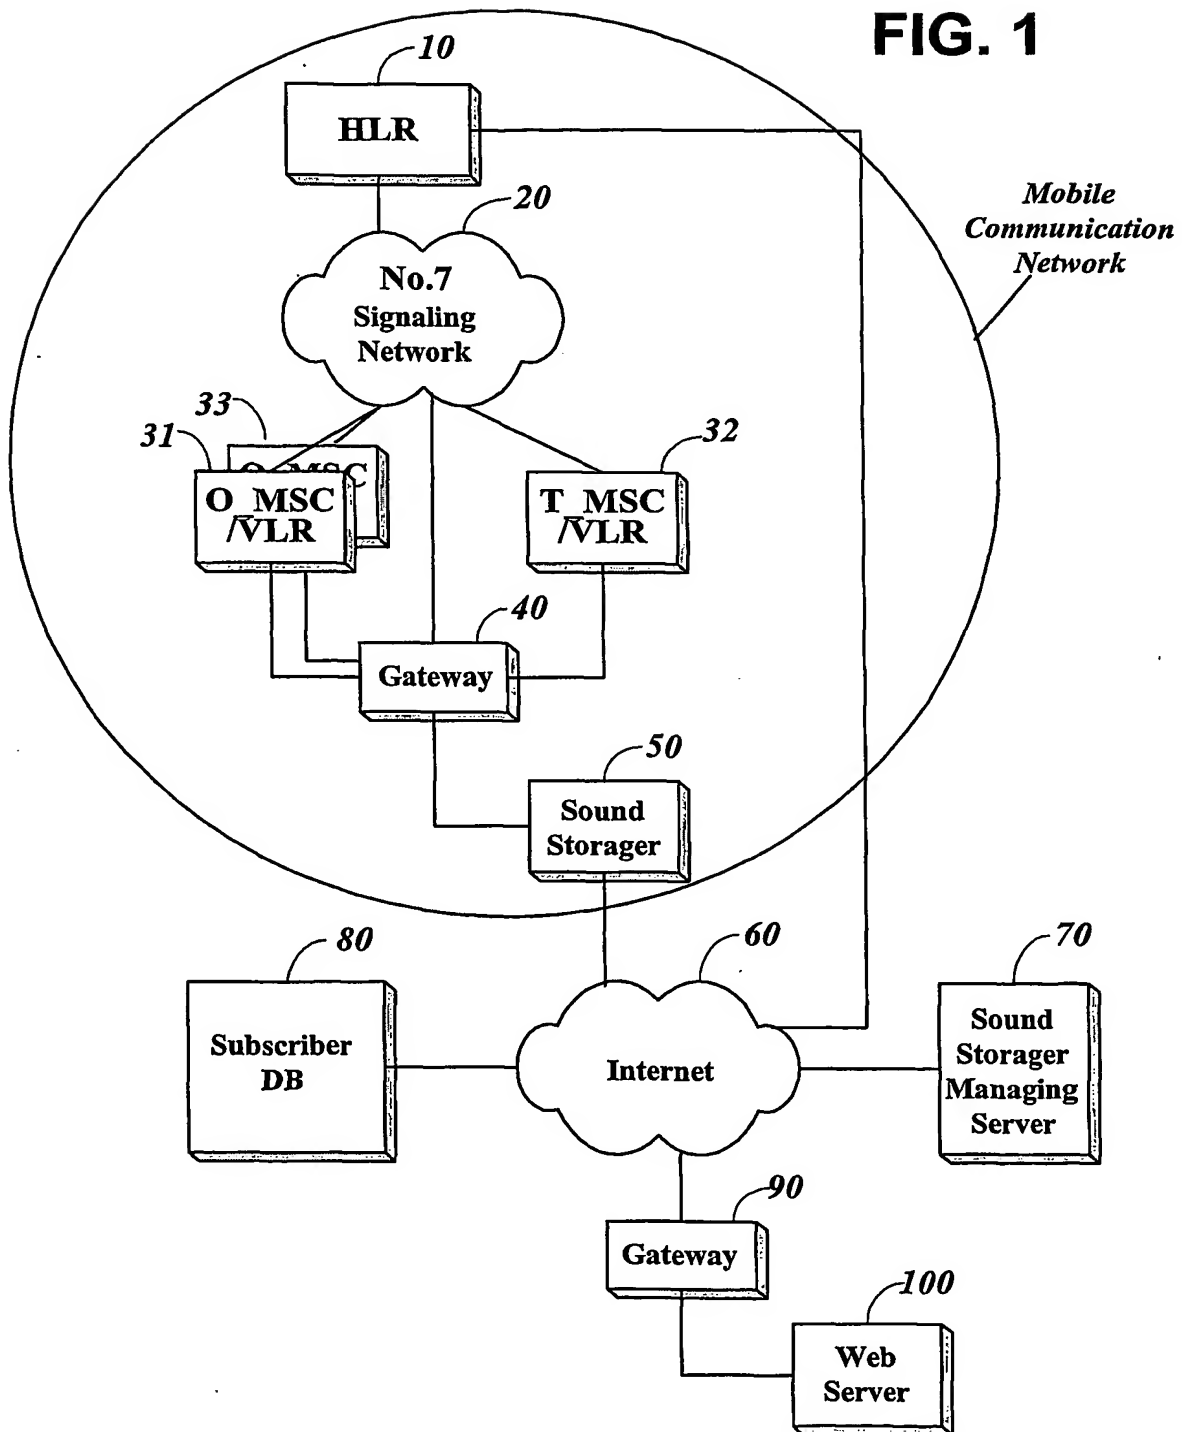 FIG. 1
10
HLR
20
Mobile
Communication
Network
No.7
Signaling
Network
33
31
32
O_MSC
O_MSC
/VLR
T_MSC
/VLR
40
Gateway
50
Sound
Storager
80
60
70
Subscriber
DB
Internet
Sound
Storager
Managing
Server
90
Gateway
100
Web
Server